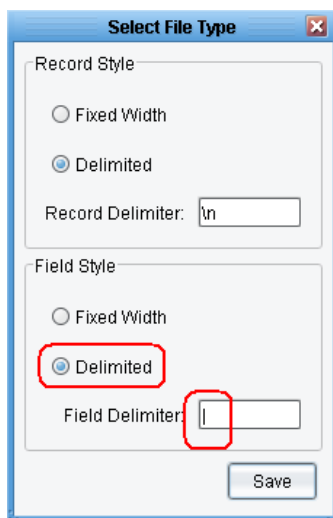 Select File Type
Record Style
Fixed Width
Delimited
Record Delimiter: \n
Field Style
Fixed Width
Delimited
Field Delimiter: |
Save